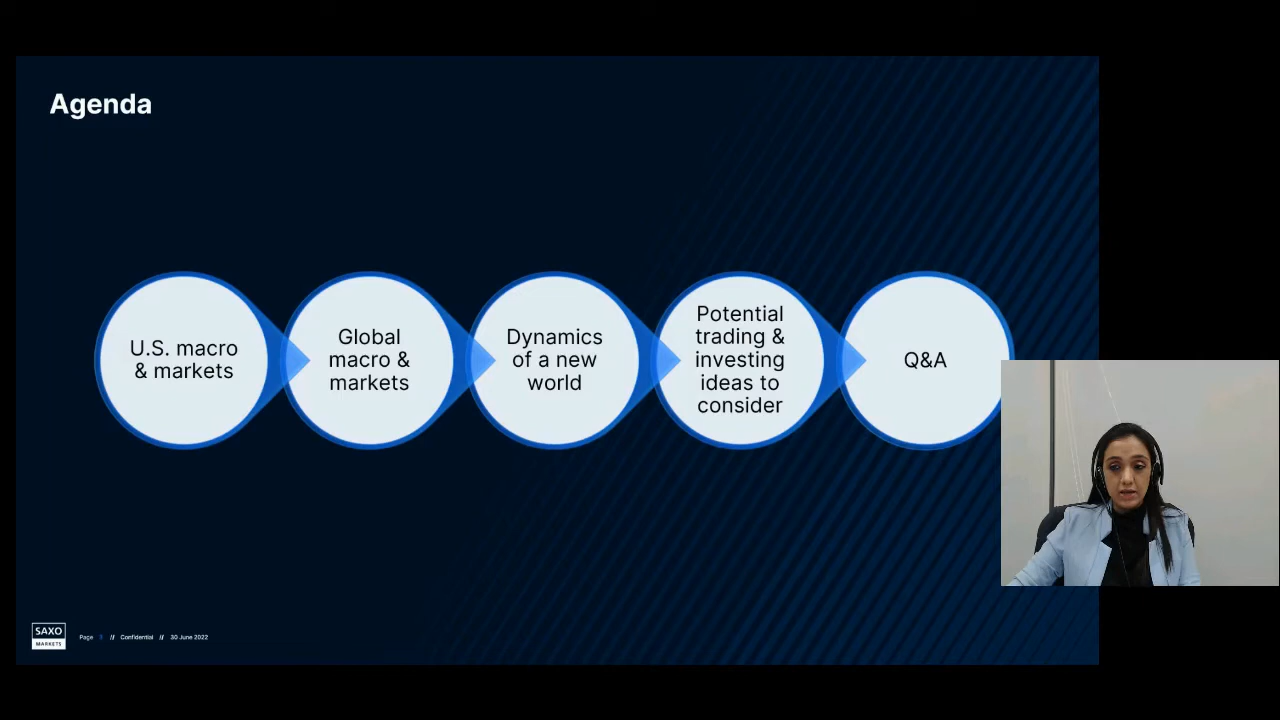 Agenda
U.S. macro
& markets
Global
macro &
markets
Dynamics
of a new
world
Potential
trading &
investing
ideas to
consider
Q&A
SAXO
MARKETS
Page // Confidential // 30 June 2022